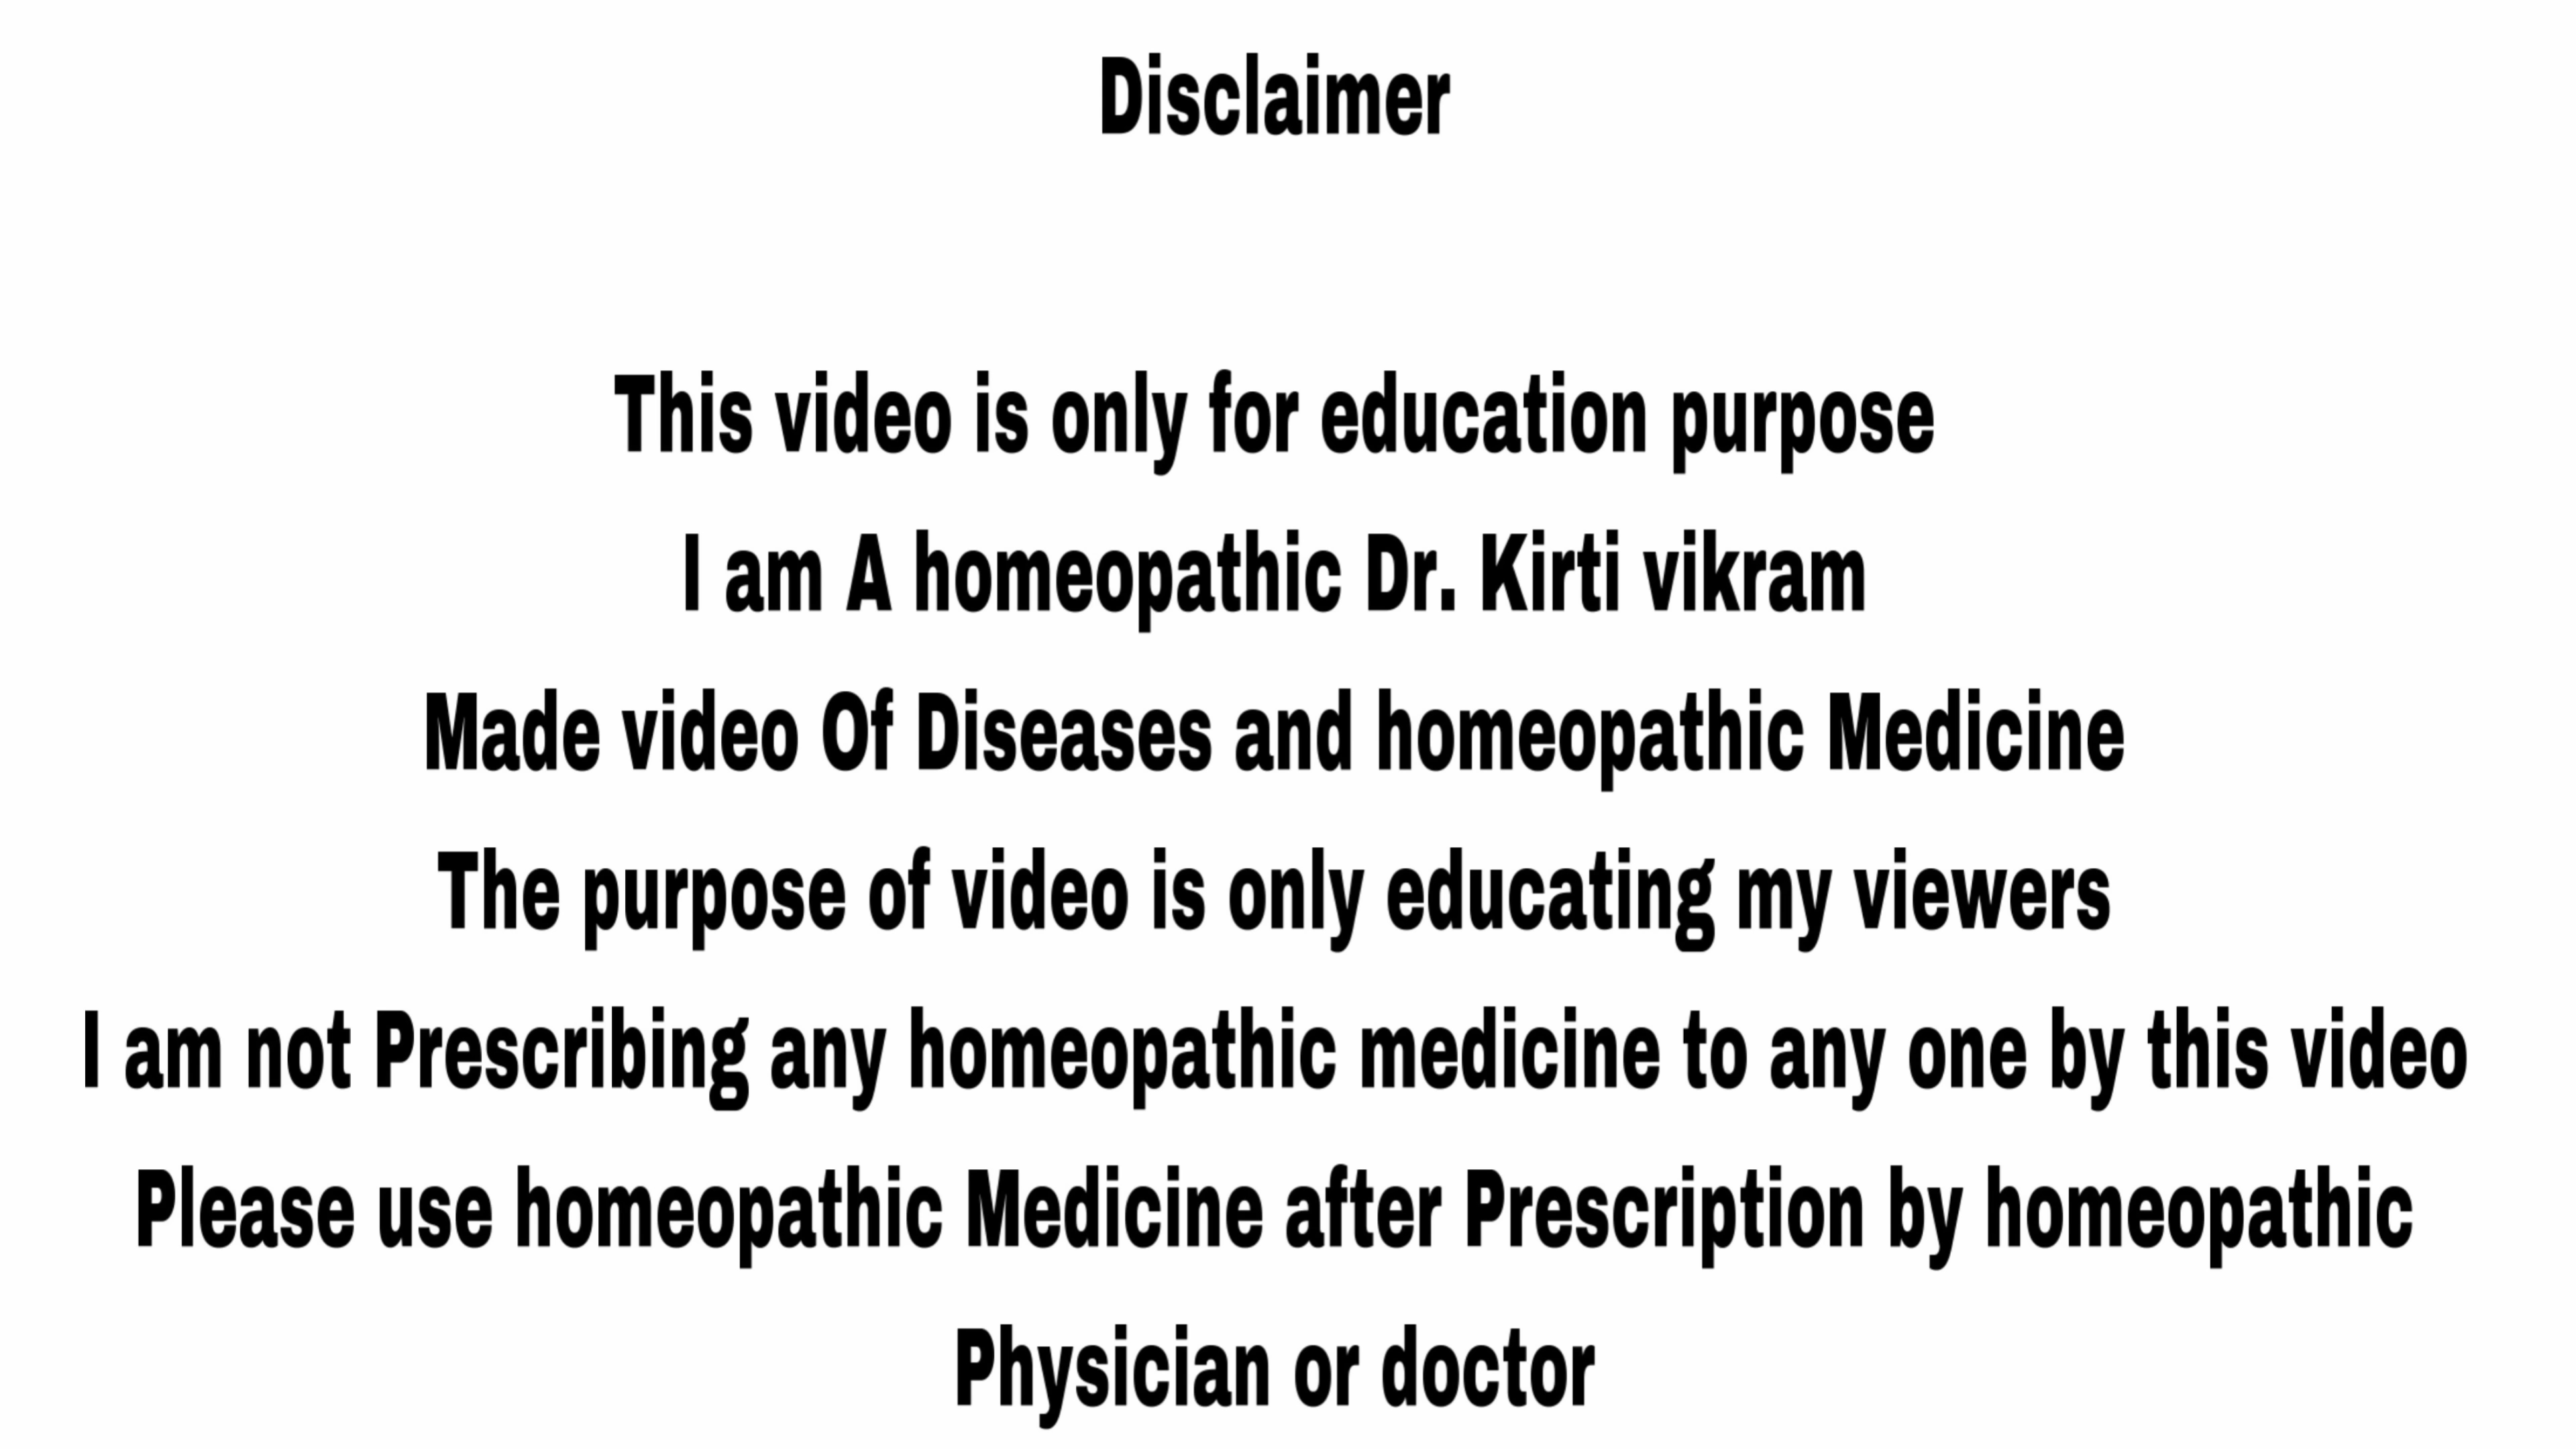 Disclaimer
This video is only for education purpose
I am A homeopathic Dr. Kirti vikram
Made video Of Diseases and homeopathic Medicine
The purpose of video is only educating my viewers
I am not Prescribing any homeopathic medicine to any one by this video
Please use homeopathic Medicine after Prescription by homeopathic
Physician or doctor